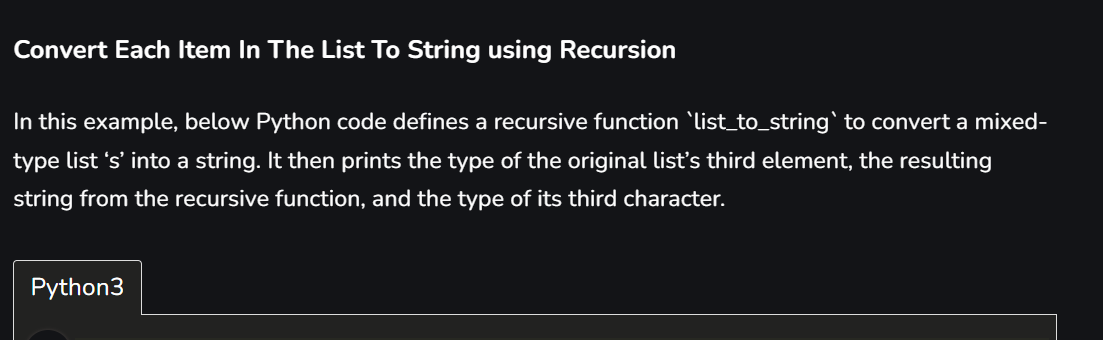 Convert Each Item In The List To String using Recursion
In this example, below Python code defines a recursive function `list_to_string` to convert a mixed-
type list ‘s’ into a string. It then prints the type of the original list’s third element, the resulting
string from the recursive function, and the type of its third character.
Python3